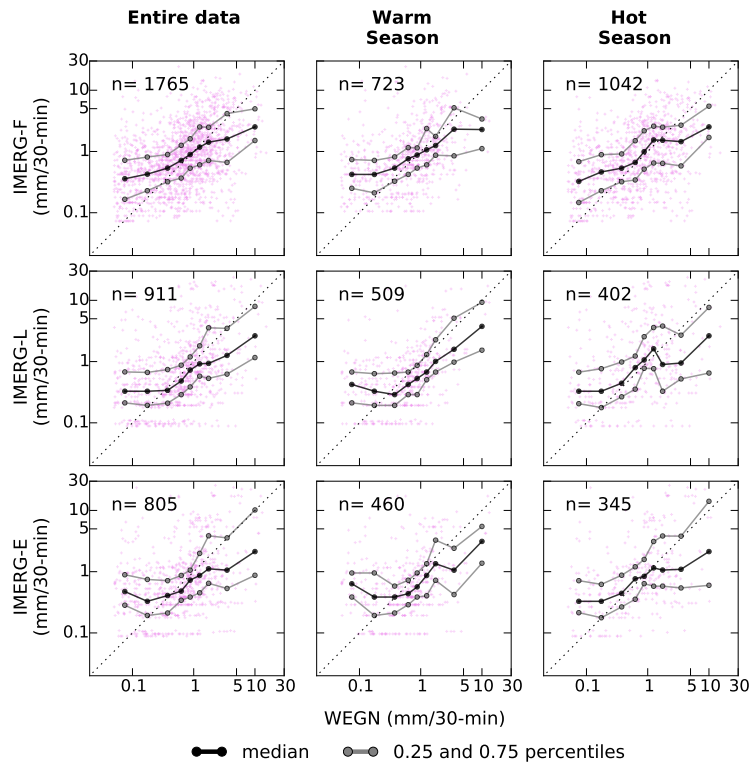 Entire data
Warm
Season
Hot
Season
IMERG-F
(mm/30-min)
30
10
5
1
0.1
n= 1765
n= 723
n= 1042
IMERG-L
(mm/30-min)
30
10
5
1
0.1
n= 911
n= 509
n= 402
IMERG-E
(mm/30-min)
30
10
5
1
0.1
n= 805
n= 460
n= 345
0.1 1 5 10 30
0.1 1 5 10 30
0.1 1 5 10 30
WEGN (mm/30-min)
median
0.25 and 0.75 percentiles